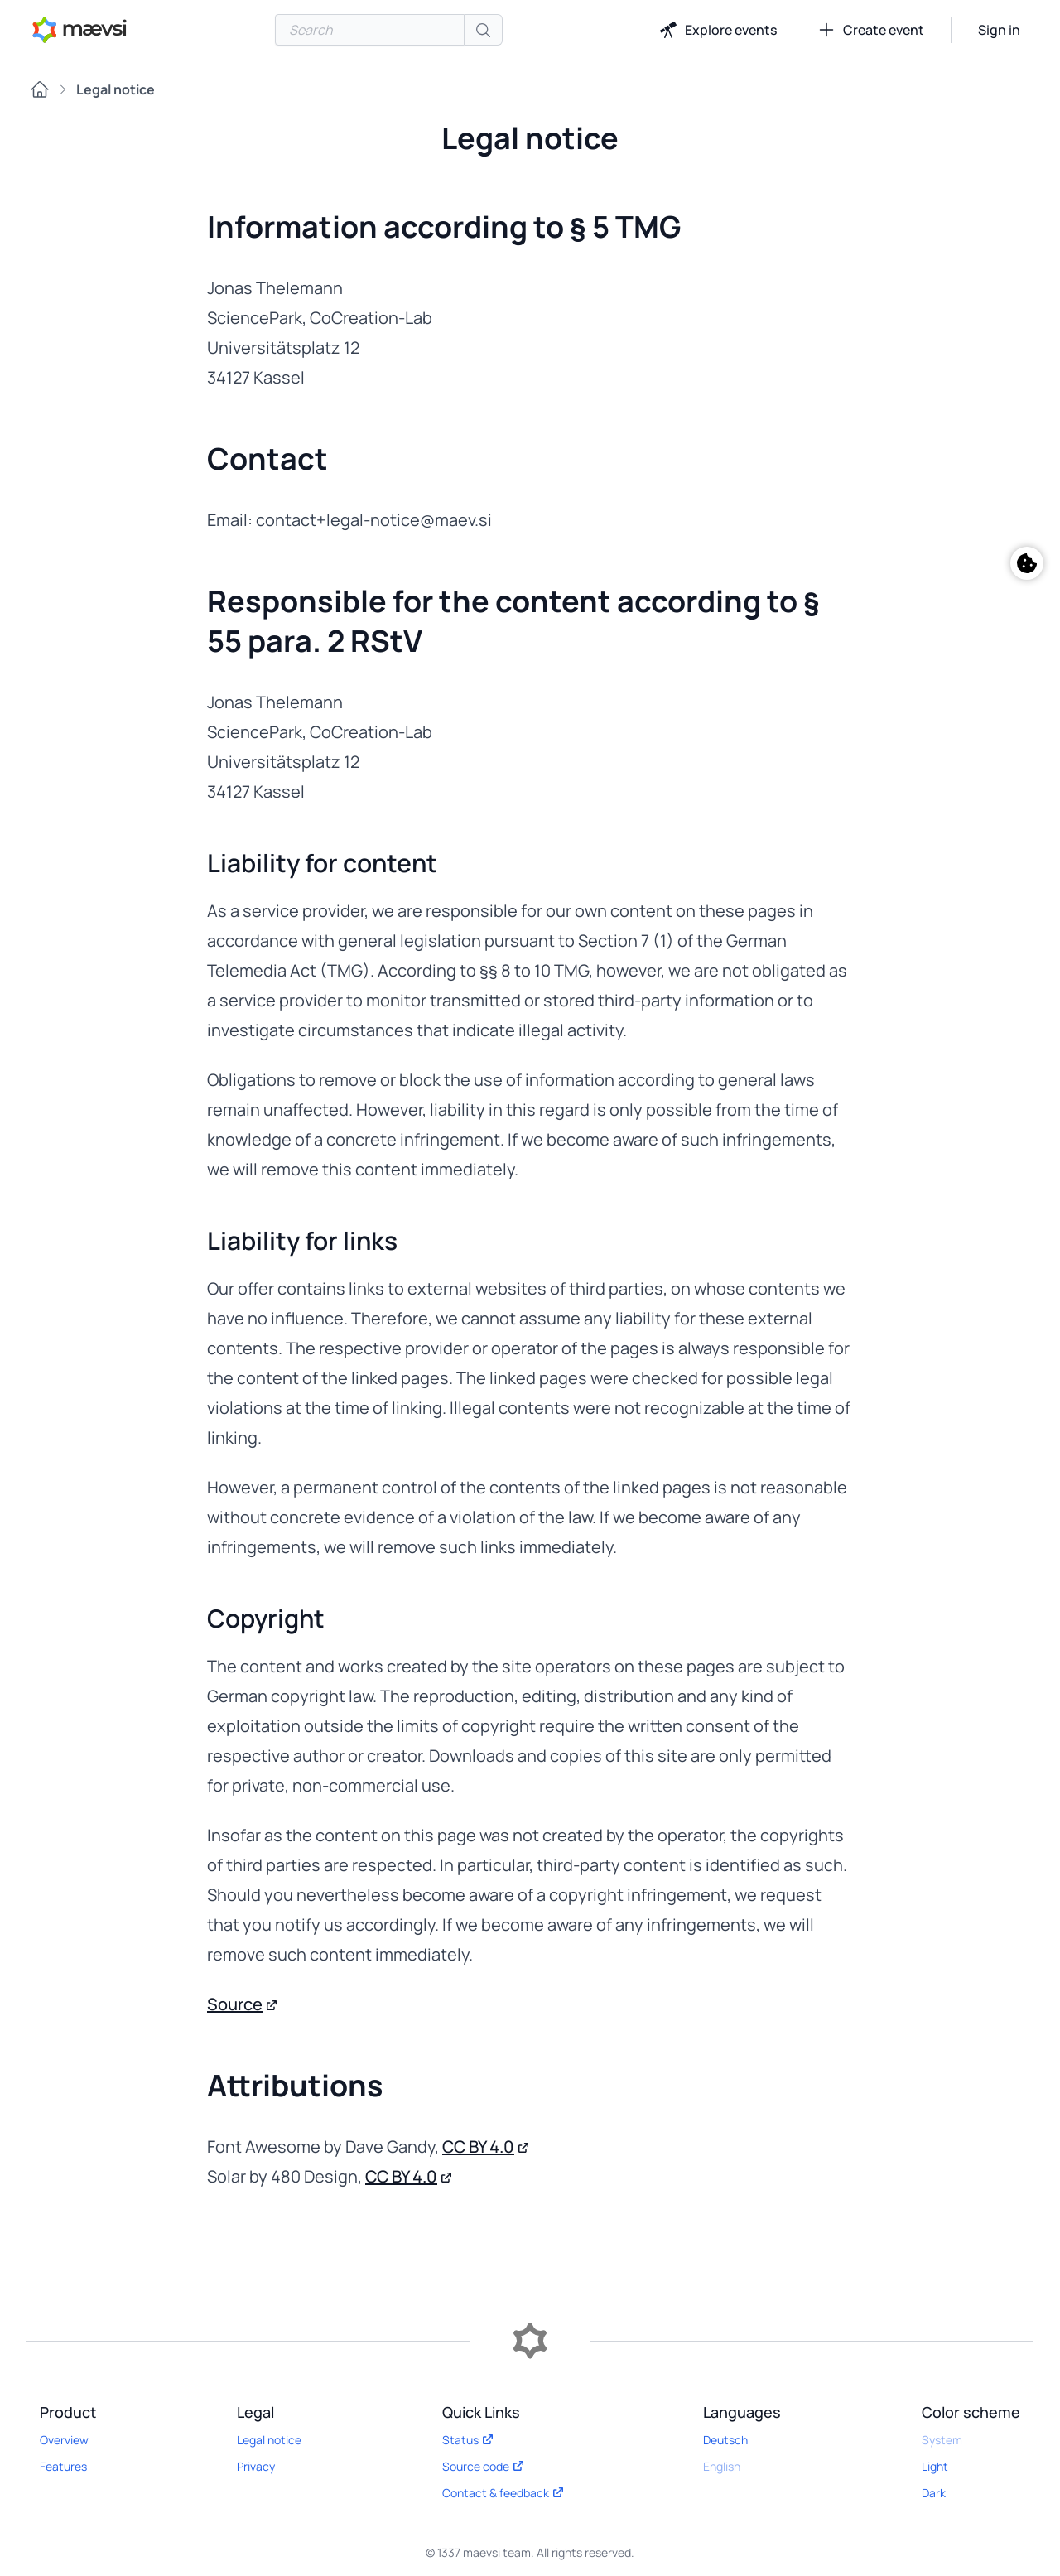 mævsi
Search
Explore events
Create event
Sign in
Legal notice
Legal notice
Information according to § 5 TMG
Jonas Thelemann
SciencePark, CoCreation-Lab
Universitätsplatz 12
34127 Kassel
Contact
Email: contact+legal-notice@maev.si
Responsible for the content according to §
55 para. 2 RStV
Jonas Thelemann
SciencePark, CoCreation-Lab
Universitätsplatz 12
34127 Kassel
Liability for content
As a service provider, we are responsible for our own content on these pages in
accordance with general legislation pursuant to Section 7 (1) of the German
Telemedia Act (TMG). According to §§ 8 to 10 TMG, however, we are not obligated as
a service provider to monitor transmitted or stored third-party information or to
investigate circumstances that indicate illegal activity.
Obligations to remove or block the use of information according to general laws
remain unaffected. However, liability in this regard is only possible from the time of
knowledge of a concrete infringement. If we become aware of such infringements,
we will remove this content immediately.
Liability for links
Our offer contains links to external websites of third parties, on whose contents we
have no influence. Therefore, we cannot assume any liability for these external
contents. The respective provider or operator of the pages is always responsible for
the content of the linked pages. The linked pages were checked for possible legal
violations at the time of linking. Illegal contents were not recognizable at the time of
linking.
However, a permanent control of the contents of the linked pages is not reasonable
without concrete evidence of a violation of the law. If we become aware of any
infringements, we will remove such links immediately.
Copyright
The content and works created by the site operators on these pages are subject to
German copyright law. The reproduction, editing, distribution and any kind of
exploitation outside the limits of copyright require the written consent of the
respective author or creator. Downloads and copies of this site are only permitted
for private, non-commercial use.
Insofar as the content on this page was not created by the operator, the copyrights
of third parties are respected. In particular, third-party content is identified as such.
Should you nevertheless become aware of a copyright infringement, we request
that you notify us accordingly. If we become aware of any infringements, we will
remove such content immediately.
Source
Attributions
Font Awesome by Dave Gandy, CC BY 4.0
Solar by 480 Design, CC BY 4.0
Product
Overview
Features
Legal
Legal notice
Privacy
Quick Links
Status
Source code
Contact & feedback
Languages
Deutsch
English
Color scheme
System
Light
Dark
© 1337 maevsi team. All rights reserved.